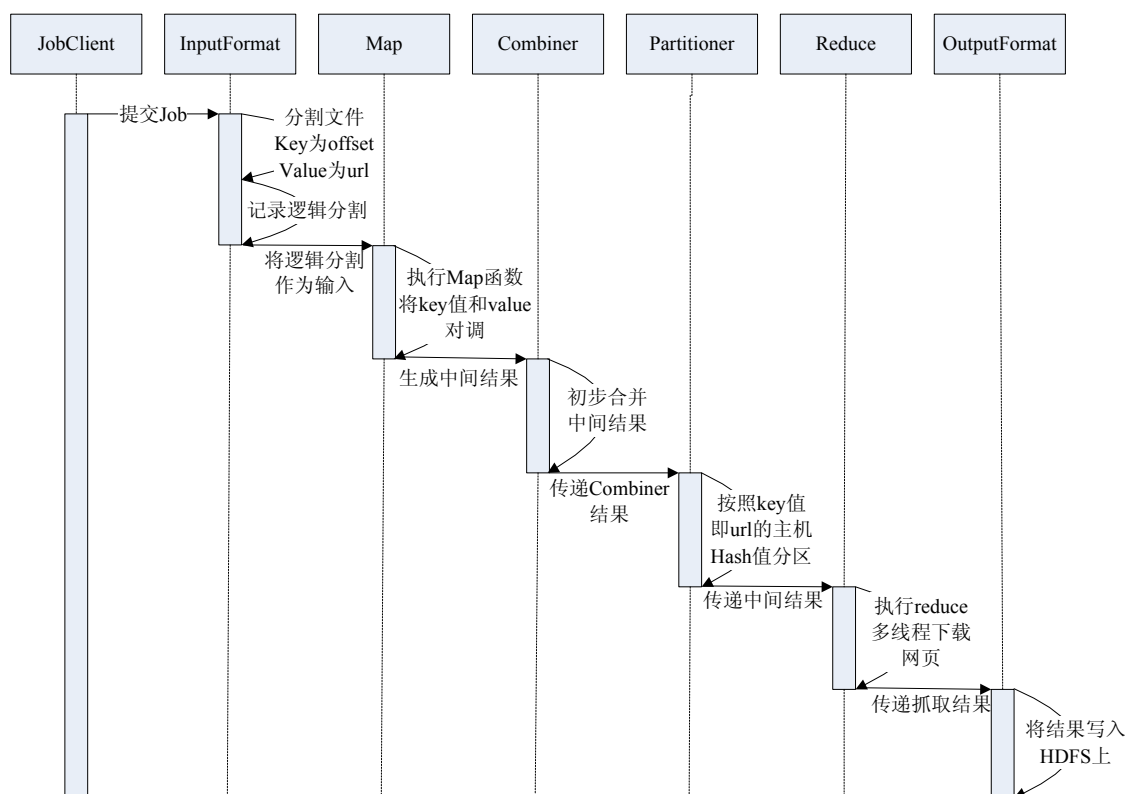 JobClient
InputFormat
Map
Combiner
Partitioner
Reduce
OutputFormat
提交Job
分割文件
Key为offset
Value为url
记录逻辑分割
将逻辑分割
作为输入
执行Map函数
将key值和value
对调
生成中间结果
初步合并
中间结果
传递Combiner
结果
按照key值
即url的主机
Hash值分区
传递中间结果
执行reduce
多线程下载
网页
传递抓取结果
将结果写入
HDFS上